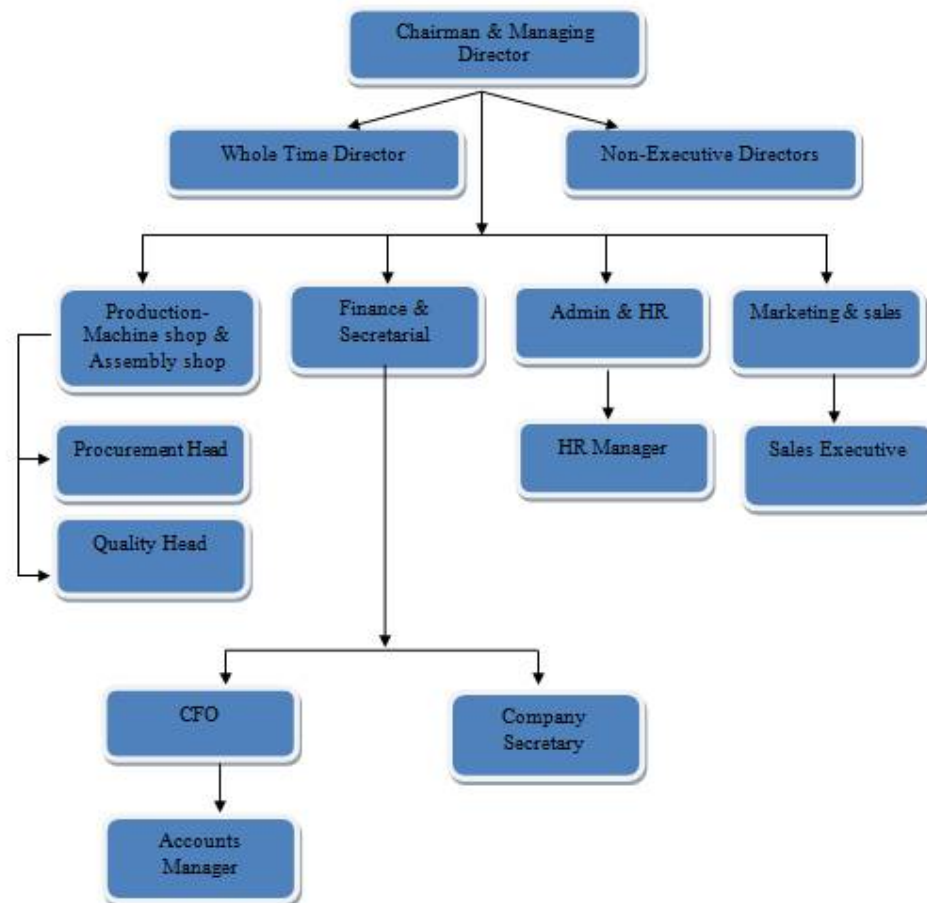 Chairman & Managing
Director
Whole Time Director
Non-Executive Directors
Production-
Machine shop &
Assembly shop
Finance &
Secretarial
Admin & HR
Marketing & sales
Procurement Head
HR Manager
Sales Executive
Quality Head
CFO
Company
Secretary
Accounts
Manager